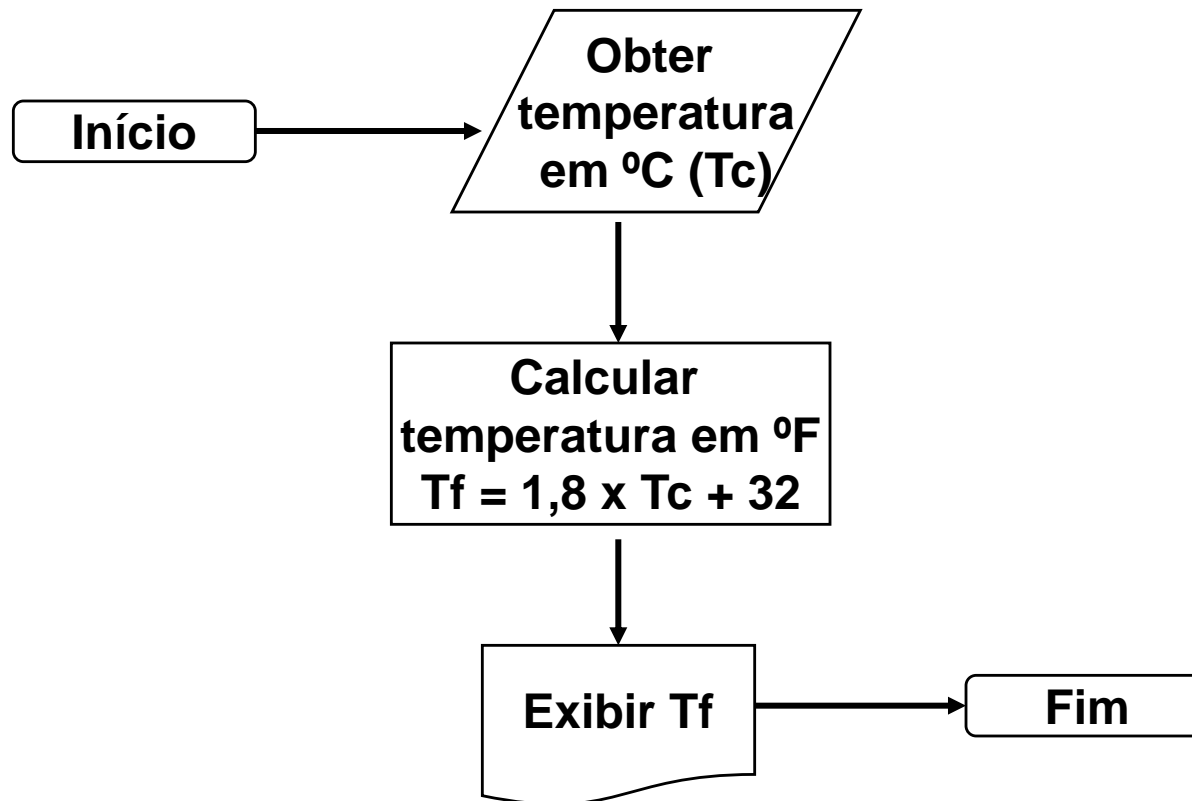 Início
Obter
temperatura
em ºC (Tc)
Calcular
temperatura em ºF
Tf = 1,8 x Tc + 32
Exibir Tf
Fim